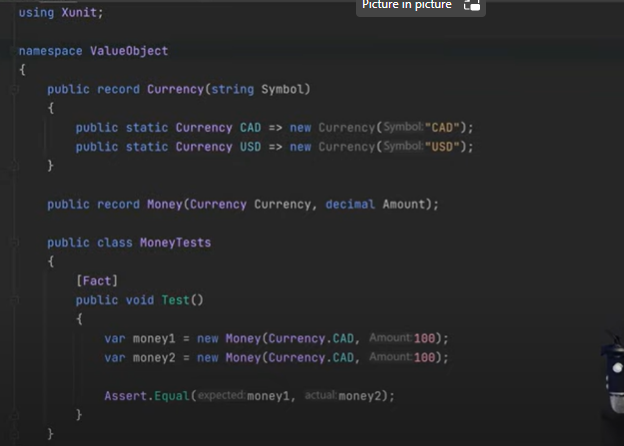 Picture in picture
using Xunit;
namespace ValueObject
{
public record Currency(string Symbol)
{
public static Currency CAD => new Currency(Symbol:"CAD");
public static Currency USD => new Currency(Symbol:"USD");
}
public record Money(Currency Currency, decimal Amount);
public class MoneyTests
{
[Fact]
public void Test()
{
var money1 = new Money(Currency.CAD, Amount:100);
var money2 = new Money(Currency.CAD, Amount:100);
Assert.Equal(expected:money1, actual:money2);
}
}